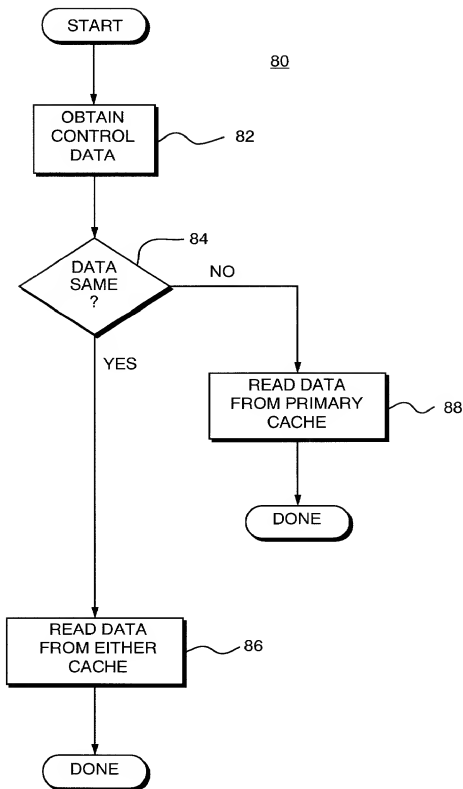 START
80
OBTAIN
CONTROL
DATA
82
84
DATA
SAME
?
NO
YES
READ DATA
FROM PRIMARY
CACHE
88
DONE
READ DATA
FROM EITHER
CACHE
86
DONE